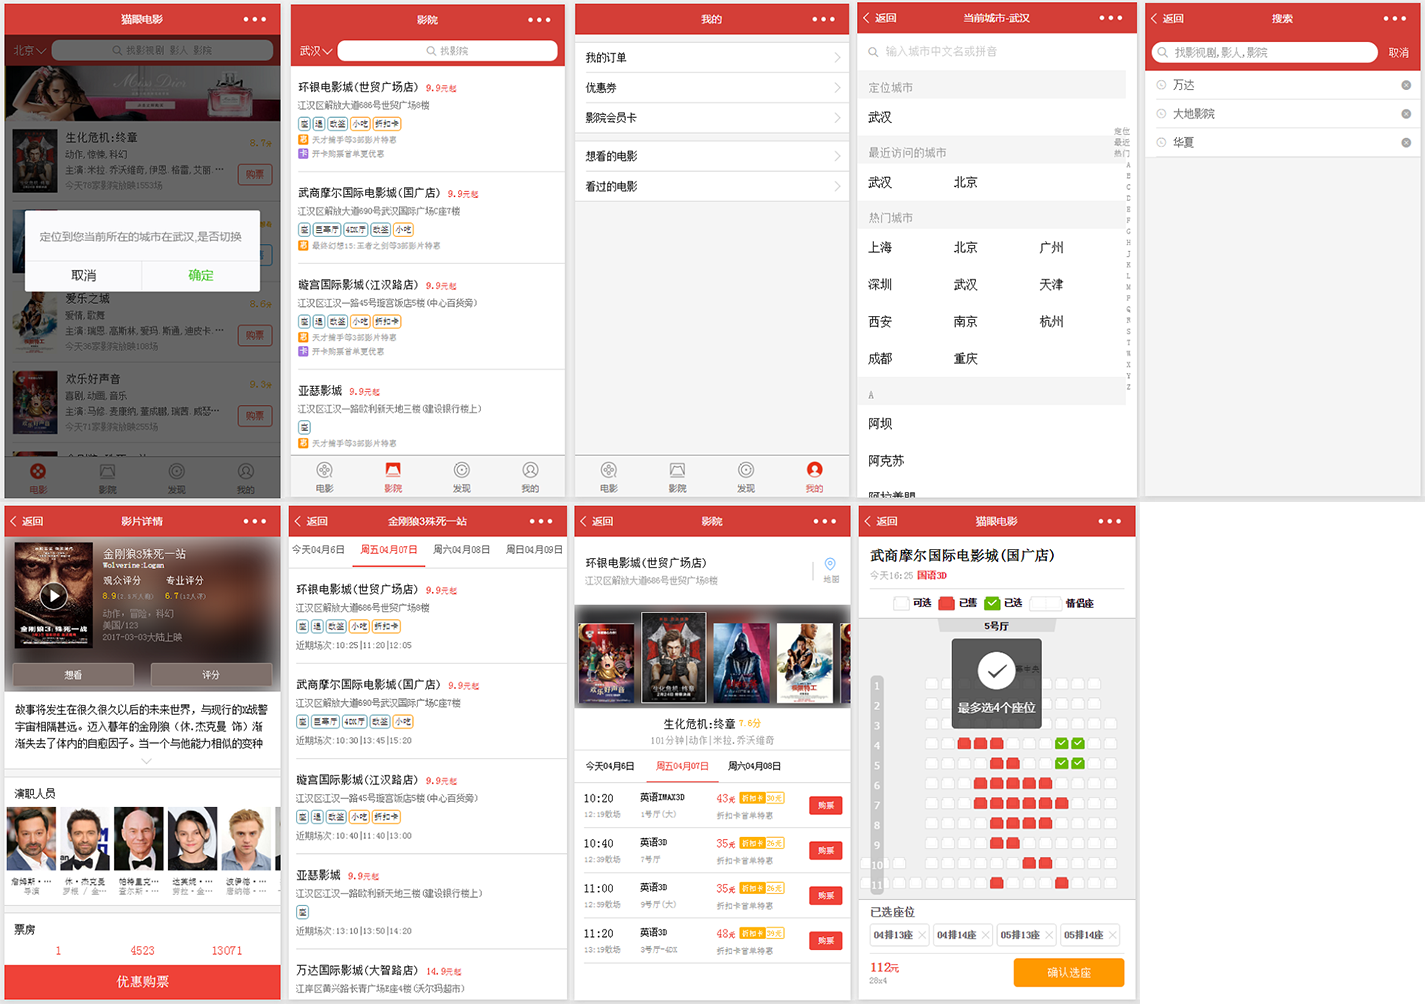 猫眼电影
北京
找影视剧 影人 影院
Miss Dior
生化危机:终章
8.7分
动作,惊悚,科幻
主演: 米拉.乔沃维奇,伊恩.格雷,艾丽.…
今天78家影院放映1553场
购票
定位到您当前所在的城市在武汉,是否切换
取消
确定
爱乐之城
8.6分
爱情,歌舞
主演: 瑞恩.高斯林,爱玛.斯通,迪皮卡.…
今天36家影院放映108场
购票
欢乐好声音
9.3分
喜剧,动画,音乐
主演: 马修.麦康纳,董成鹏,瑞茜.威瑟…
今天71家影院放映255场
购票
电影
影院
发现
我的
影院
武汉
找影院
环银电影城(世贸广场店) 9.9元起
江汉区解放大道686号世贸广场8楼
座 退 改签 小吃 折扣卡
惠 天才捕手等3部影片特惠
卡 开卡购票首单更优惠
武商摩尔国际电影城(国广店) 9.9元起
江汉区解放大道690号武汉国际广场C座7楼
座 巨幕厅 4DX厅 改签 小吃
惠 最终幻想15:王者之剑等3部影片特惠
璇宫国际影城(江汉路店) 9.9元起
江汉区江汉一路45号璇宫饭店5楼(中心百货旁)
座 退 改签 小吃 折扣卡
惠 天才捕手等3部影片特惠
卡 开卡购票首单更优惠
亚瑟影城 9.9元起
江汉区江汉一路欧利新天地三楼(建设银行楼上)
座
惠 天才捕手等3部影片特惠
电影
影院
发现
我的
我的
我的订单
优惠券
影院会员卡
想看的电影
看过的电影
电影
影院
发现
我的
返回
当前城市-武汉
输入城市中文名或拼音
定位城市
武汉
最近访问的城市
武汉 北京
热门城市
上海 北京 广州
深圳 武汉 天津
西安 南京 杭州
成都 重庆
A
阿坝
阿克苏
阿拉善盟
定位
最近
热门
返回
搜索
找影视剧,影人,影院
取消
万达
大地影院
华夏
返回
影片详情
金刚狼3殊死一站
Wolverine:Logan
观众评分 专业评分
动作, 冒险, 科幻
美国/123
2017-03-03大陆上映
金刚狼3:殊死一战
想看
评分
故事将发生在很久很久以后的未来世界, 与现行的X战警
宇宙相隔甚远。迈入暮年的金刚狼 (休.杰克曼 饰) 渐
渐失去了体内的自愈因子。当一个与他能力相似的变种
演职人员
詹姆斯·…
导演
休·杰克曼
罗根 / 金…
帕特里克…
查尔斯·…
达芙妮·…
劳拉·金…
波伊德·…
唐纳德·…
票房
1 4523 13071
优惠购票
返回
金刚狼3殊死一站
今天04月6日 周五04月07日 周六04月08日 周日04月09日
环银电影城(世贸广场店) 9.9元起
江汉区解放大道686号世贸广场8楼
座 退 改签 小吃 折扣卡
近期场次:10:25|11:20|12:05
武商摩尔国际电影城(国广店) 9.9元起
江汉区解放大道690号武汉国际广场C座7楼
座 巨幕厅 4DX厅 改签 小吃
近期场次:10:30|13:45|15:20
璇宫国际影城(江汉路店) 9.9元起
江汉区江汉一路45号璇宫饭店5楼(中心百货旁)
座 退 改签 小吃 折扣卡
近期场次:10:40|11:40|13:00
亚瑟影城 9.9元起
江汉区江汉一路欧利新天地三楼(建设银行楼上)
座
近期场次:13:10|13:50|14:20
万达国际影城(大智路店) 14.9元起
江岸区黄兴路长青广场E座4楼(沃尔玛超市)
返回
影院
环银电影城(世贸广场店)
江汉区解放大道686号世贸广场8楼
地图
生化危机:终章 7.6分
101分钟|动作|米拉.乔沃维奇
今天04月6日 周五04月07日 周六04月08日
10:20 英语IMAX3D 43元 折扣卡 30元
12:19散场 1号厅(大) 折扣卡首单特惠
购票
10:40 英语3D 35元 折扣卡 26元
12:39散场 7号厅 折扣卡首单特惠
购票
11:00 英语3D 35元 折扣卡 26元
12:59散场 9号厅(大) 折扣卡首单特惠
购票
11:20 英语3D 48元 折扣卡 39元
13:19散场 3号厅-4DX 折扣卡首单特惠
购票
返回
猫眼电影
武商摩尔国际电影城(国广店)
今天16:25 国语3D
可选 已售 已选 情侣座
5号厅
最多选4个座位
1
2
3
4
5
6
7
8
9
10
11
已选座位
04排13座 04排14座 05排13座 05排14座
112元
28x4
确认选座